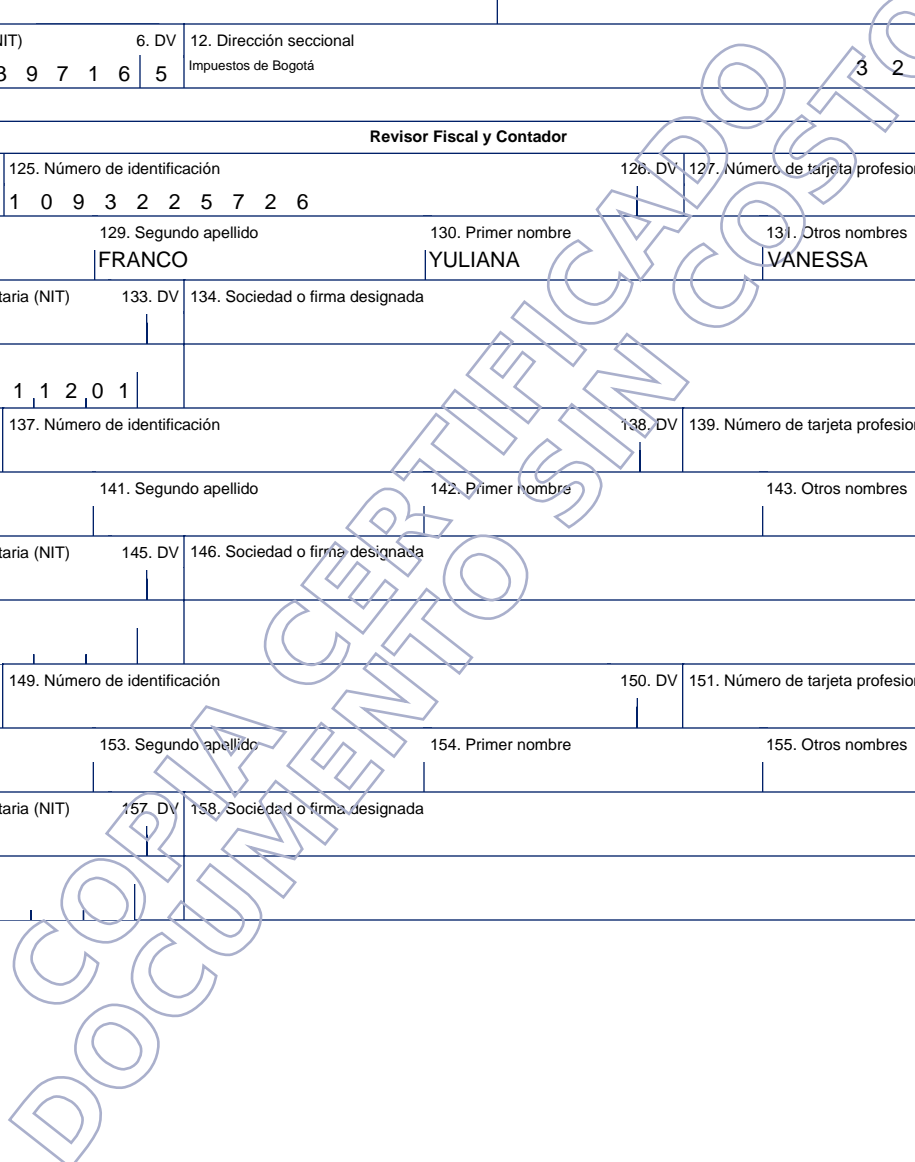 NIT) 6. DV 12. Dirección seccional
9 7 1 6 5 Impuestos de Bogotá 3 2
Revisor Fiscal y Contador
125. Número de identificación 126. DV 127. Número de tarjeta profesion
1 0 9 3 2 2 5 7 2 6
129. Segundo apellido 130. Primer nombre 131. Otros nombres
FRANCO YULIANA VANESSA
taria (NIT) 133. DV 134. Sociedad o firma designada
1 1 2 0 1
137. Número de identificación 138. DV 139. Número de tarjeta profesion
141. Segundo apellido 142. Primer nombre 143. Otros nombres
taria (NIT) 145. DV 146. Sociedad o firma designada
149. Número de identificación 150. DV 151. Número de tarjeta profesion
153. Segundo apellido 154. Primer nombre 155. Otros nombres
taria (NIT) 157. DV 158. Sociedad o firma designada
COPIA CERTIFICADO
DOCUMENTO SIN COSTO